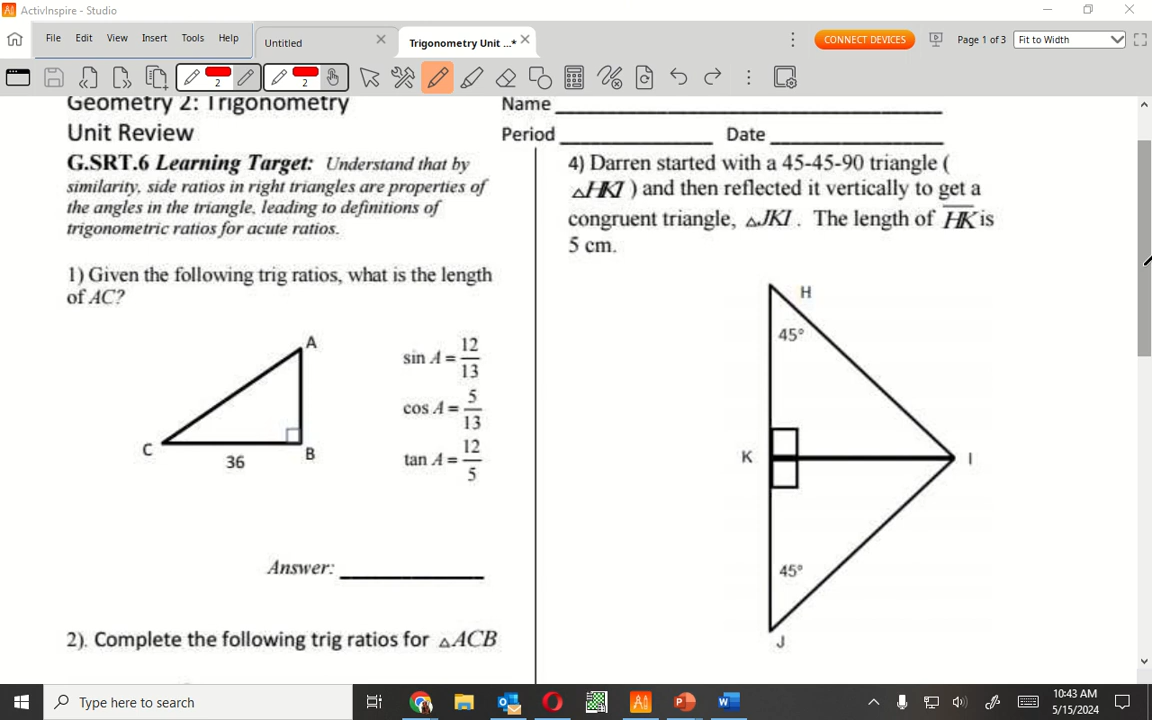 ActivInspire - Studio
File Edit View Insert Tools Help
Untitled
Trigonometry Unit ...*
CONNECT DEVICES
Page 1 of 3
Fit to Width
2
2
Geometry 2: Trigonometry
Unit Review
Name
Period Date
G.SRT.6 Learning Target: Understand that by
similarity, side ratios in right triangles are properties of
the angles in the triangle, leading to definitions of
trigonometric ratios for acute ratios.
1) Given the following trig ratios, what is the length
of AC?
A
C
B
36
sin A = 12/13
cos A = 5/13
tan A = 12/5
Answer:
2). Complete the following trig ratios for △ACB
4) Darren started with a 45-45-90 triangle (
△HKI ) and then reflected it vertically to get a
congruent triangle, △JKI . The length of HK is
5 cm.
H
45°
K
I
45°
J
Type here to search
10:43 AM
5/15/2024